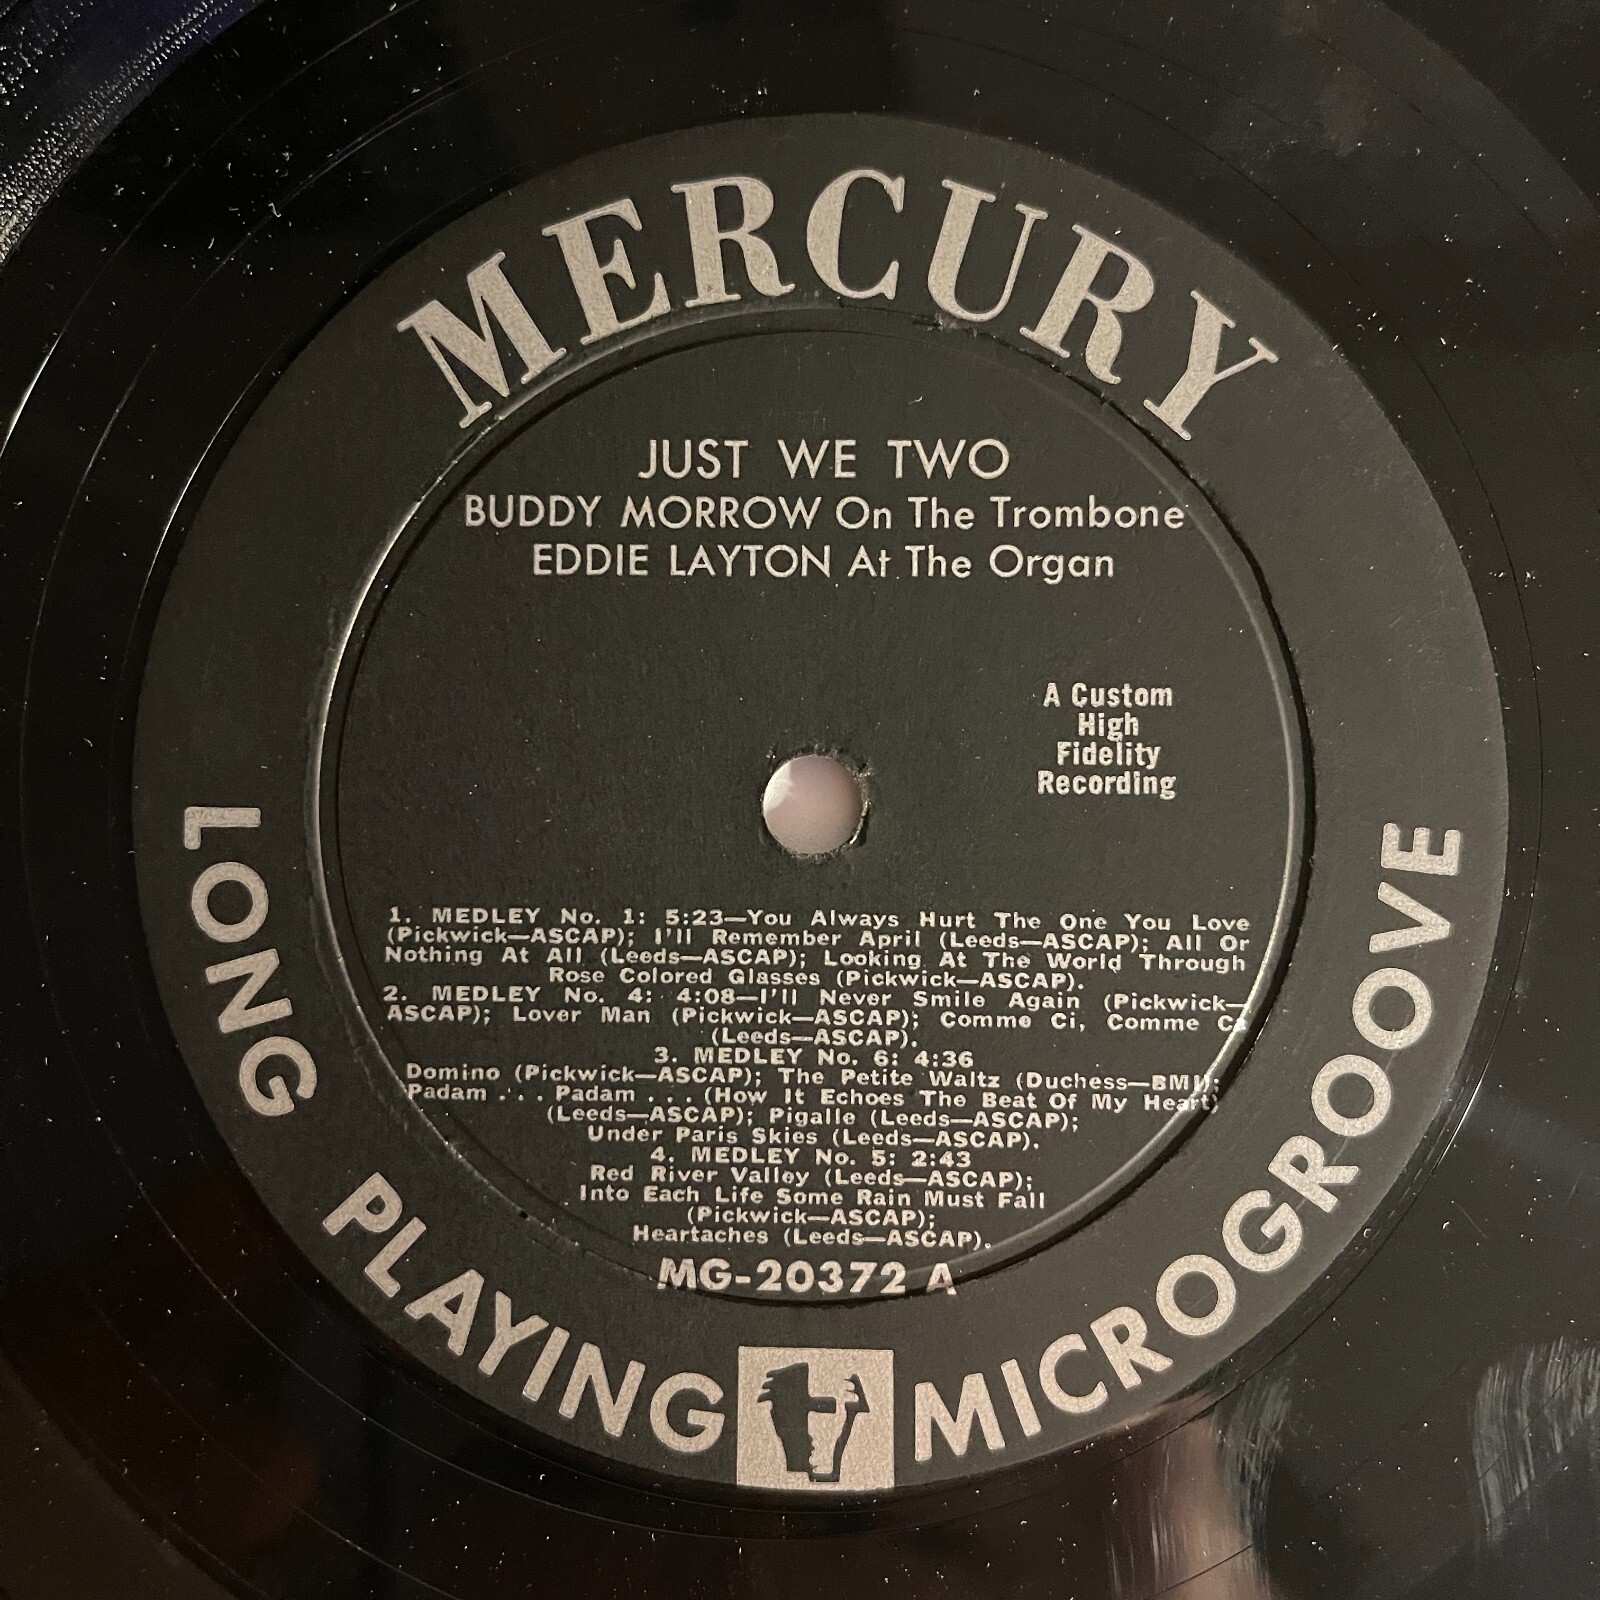 MERCURY
JUST WE TWO
BUDDY MORROW On The Trombone
EDDIE LAYTON At The Organ
A Custom
High
Fidelity
Recording
1. MEDLEY No. 1: 5:23—You Always Hurt The One You Love
(Pickwick—ASCAP); I'll Remember April (Leeds—ASCAP); All Or
Nothing At All (Leeds—ASCAP); Looking At The World Through
Rose Colored Glasses (Pickwick—ASCAP).
2. MEDLEY No. 4: 4:08—I'll Never Smile Again (Pickwick—
ASCAP); Lover Man (Pickwick—ASCAP); Comme Ci, Comme Ca
(Leeds—ASCAP).
3. MEDLEY No. 6: 4:36
Domino (Pickwick—ASCAP); The Petite Waltz (Duchess—BMI);
Padam . . . Padam . . . (How It Echoes The Beat Of My Heart)
(Leeds—ASCAP); Pigalle (Leeds—ASCAP);
Under Paris Skies (Leeds—ASCAP).
4. MEDLEY No. 5: 2:43
Red River Valley (Leeds—ASCAP);
Into Each Life Some Rain Must Fall
(Pickwick—ASCAP);
Heartaches (Leeds—ASCAP).
MG-20372 A
LONG PLAYING MICROGROOVE